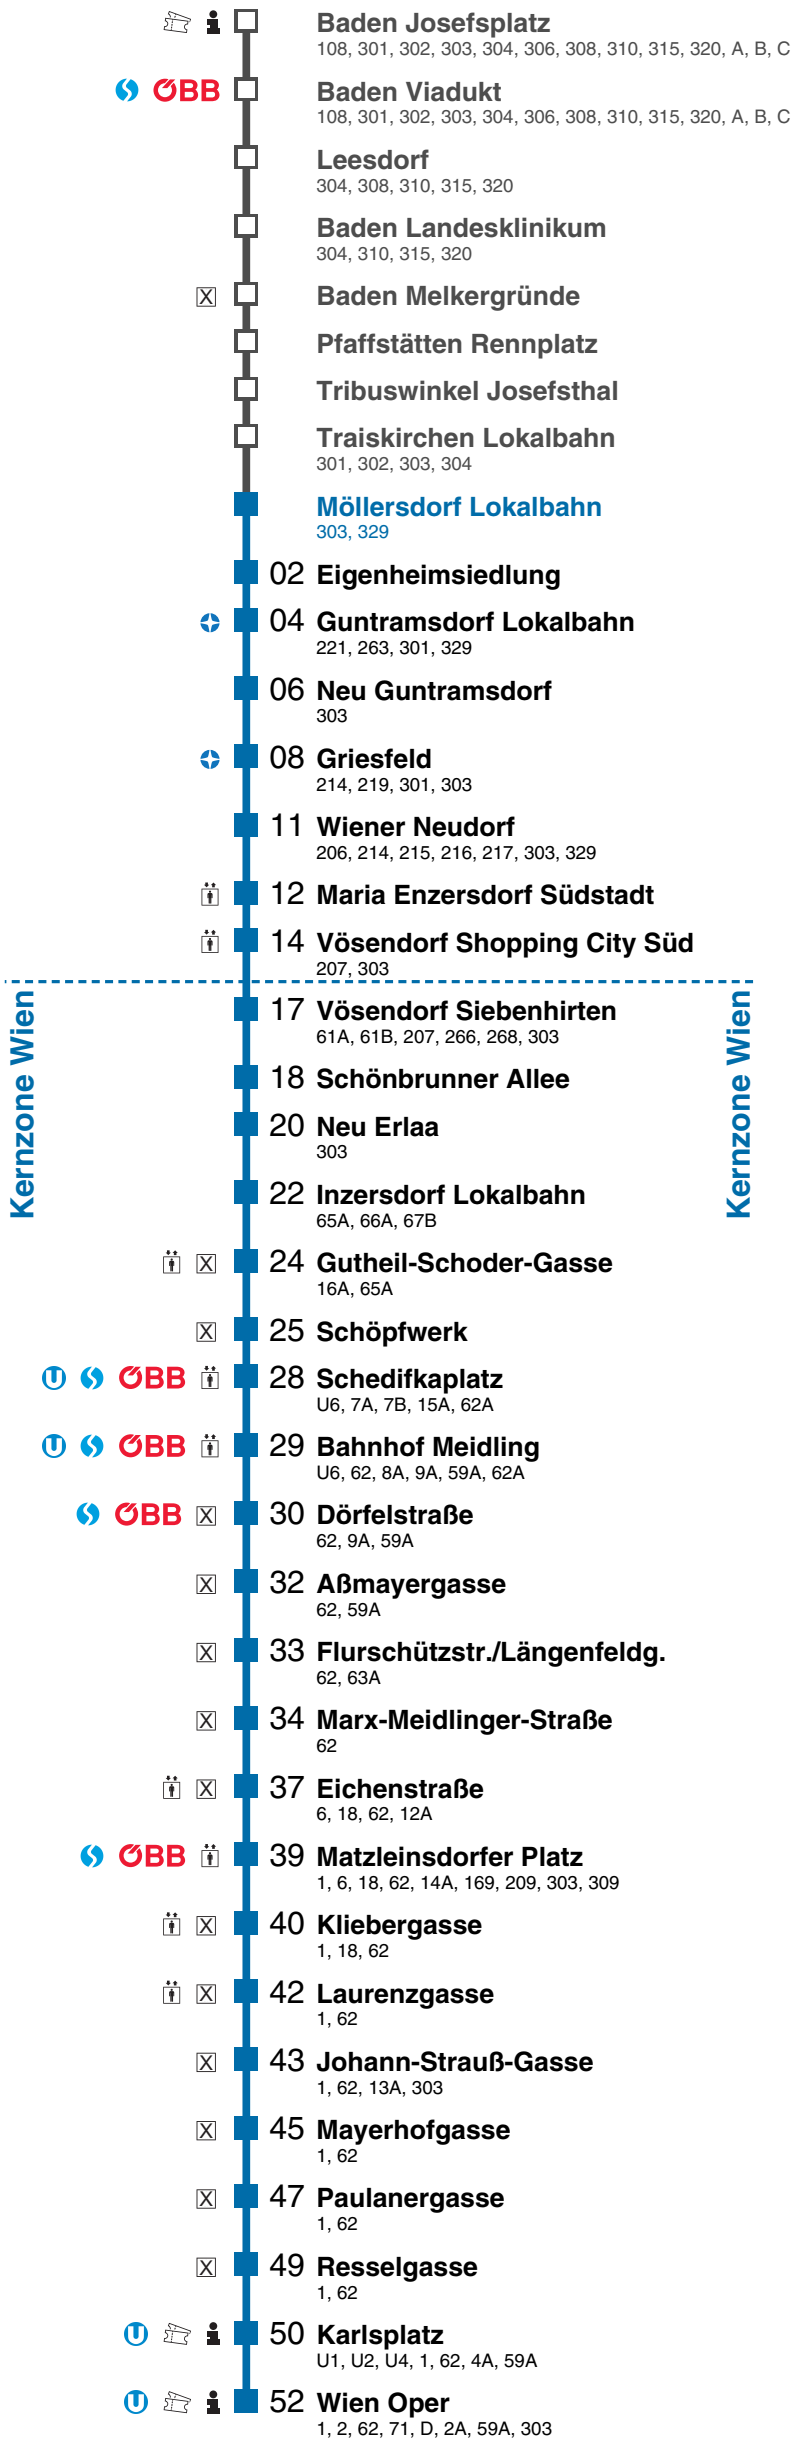 Baden Josefsplatz
108, 301, 302, 303, 304, 306, 308, 310, 315, 320, A, B, C
ÖBB Baden Viadukt
108, 301, 302, 303, 304, 306, 308, 310, 315, 320, A, B, C
Leesdorf
304, 308, 310, 315, 320
Baden Landesklinikum
304, 310, 315, 320
X Baden Melkergründe
Pfaffstätten Rennplatz
Tribuswinkel Josefsthal
Traiskirchen Lokalbahn
301, 302, 303, 304
Möllersdorf Lokalbahn
303, 329
02 Eigenheimsiedlung
04 Guntramsdorf Lokalbahn
221, 263, 301, 329
06 Neu Guntramsdorf
303
08 Griesfeld
214, 219, 301, 303
11 Wiener Neudorf
206, 214, 215, 216, 217, 303, 329
12 Maria Enzersdorf Südstadt
14 Vösendorf Shopping City Süd
207, 303
Kernzone Wien
Kernzone Wien
17 Vösendorf Siebenhirten
61A, 61B, 207, 266, 268, 303
18 Schönbrunner Allee
20 Neu Erlaa
303
22 Inzersdorf Lokalbahn
65A, 66A, 67B
X 24 Gutheil-Schoder-Gasse
16A, 65A
X 25 Schöpfwerk
U S ÖBB 28 Schedifkaplatz
U6, 7A, 7B, 15A, 62A
U S ÖBB 29 Bahnhof Meidling
U6, 62, 8A, 9A, 59A, 62A
S ÖBB X 30 Dörfelstraße
62, 9A, 59A
X 32 Aßmayergasse
62, 59A
X 33 Flurschützstr./Längenfeldg.
62, 63A
X 34 Marx-Meidlinger-Straße
62
X 37 Eichenstraße
6, 18, 62, 12A
S ÖBB 39 Matzleinsdorfer Platz
1, 6, 18, 62, 14A, 169, 209, 303, 309
X 40 Kliebergasse
1, 18, 62
X 42 Laurenzgasse
1, 62
X 43 Johann-Strauß-Gasse
1, 62, 13A, 303
X 45 Mayerhofgasse
1, 62
X 47 Paulanergasse
1, 62
X 49 Resselgasse
1, 62
U i 50 Karlsplatz
U1, U2, U4, 1, 62, 4A, 59A
U i 52 Wien Oper
1, 2, 62, 71, D, 2A, 59A, 303